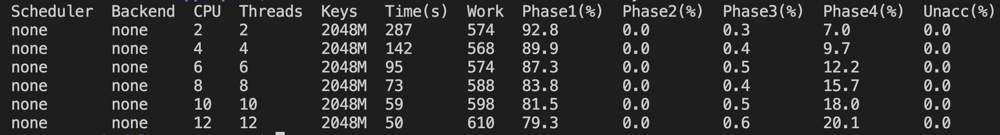 Scheduler Backend CPU Threads Keys Time(s) Work Phase1(%) Phase2(%) Phase3(%) Phase4(%) Unacc(%)
none none 2 2 2048M 287 574 92.8 0.0 0.3 7.0 0.0
none none 4 4 2048M 142 568 89.9 0.0 0.4 9.7 0.0
none none 6 6 2048M 95 574 87.3 0.0 0.5 12.2 0.0
none none 8 8 2048M 73 588 83.8 0.0 0.4 15.7 0.0
none none 10 10 2048M 59 598 81.5 0.0 0.5 18.0 0.0
none none 12 12 2048M 50 610 79.3 0.0 0.6 20.1 0.0